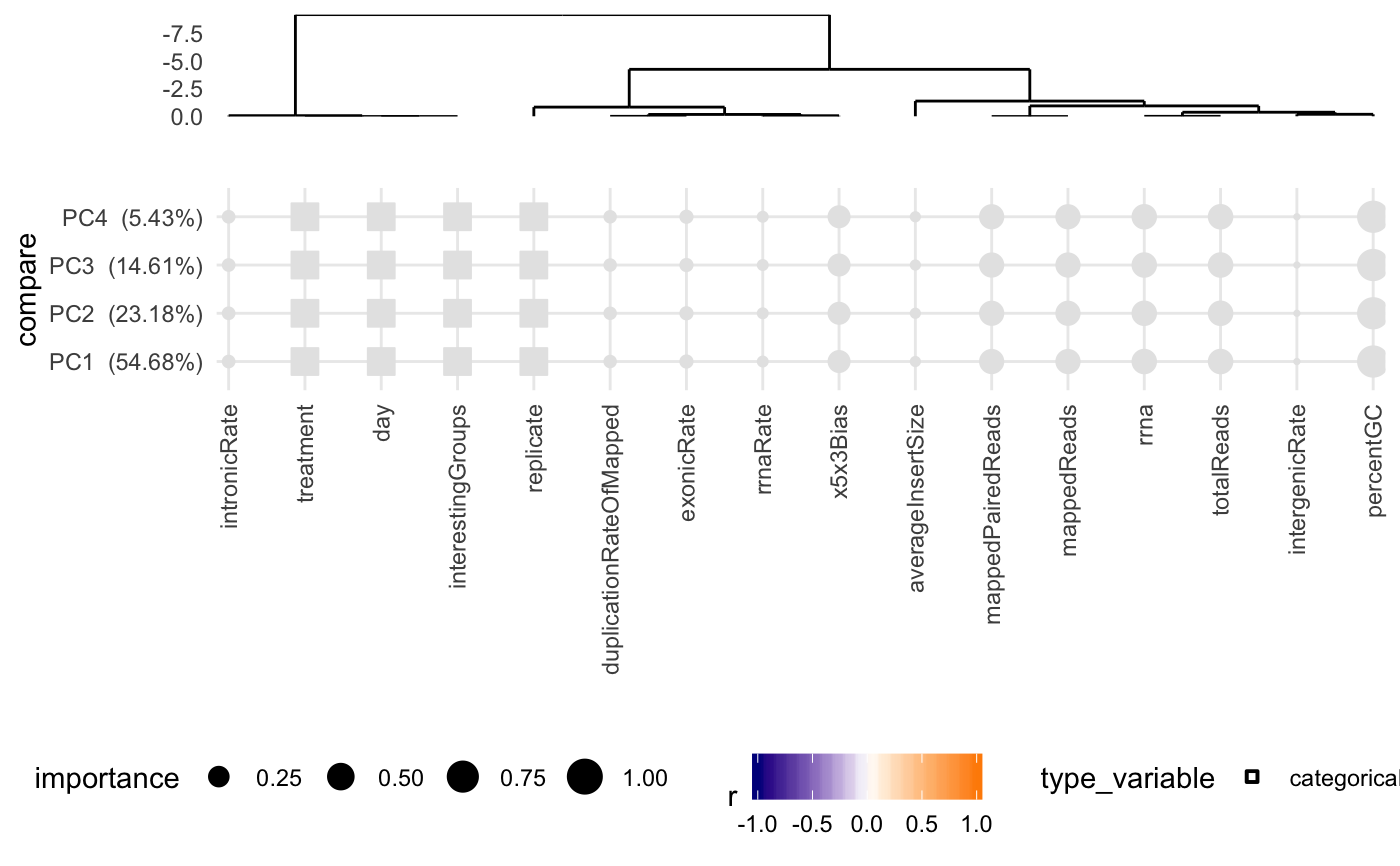 -7.5
-5.0
-2.5
0.0
compare
PC4 (5.43%)
PC3 (14.61%)
PC2 (23.18%)
PC1 (54.68%)
intronicRate
treatment
day
interestingGroups
replicate
duplicationRateOfMapped
exonicRate
rrnaRate
x5x3Bias
averageInsertSize
mappedPairedReads
mappedReads
rrna
totalReads
intergenicRate
percentGC
importance 0.25 0.50 0.75 1.00
r
-1.0 -0.5 0.0 0.5 1.0
type_variable categorical